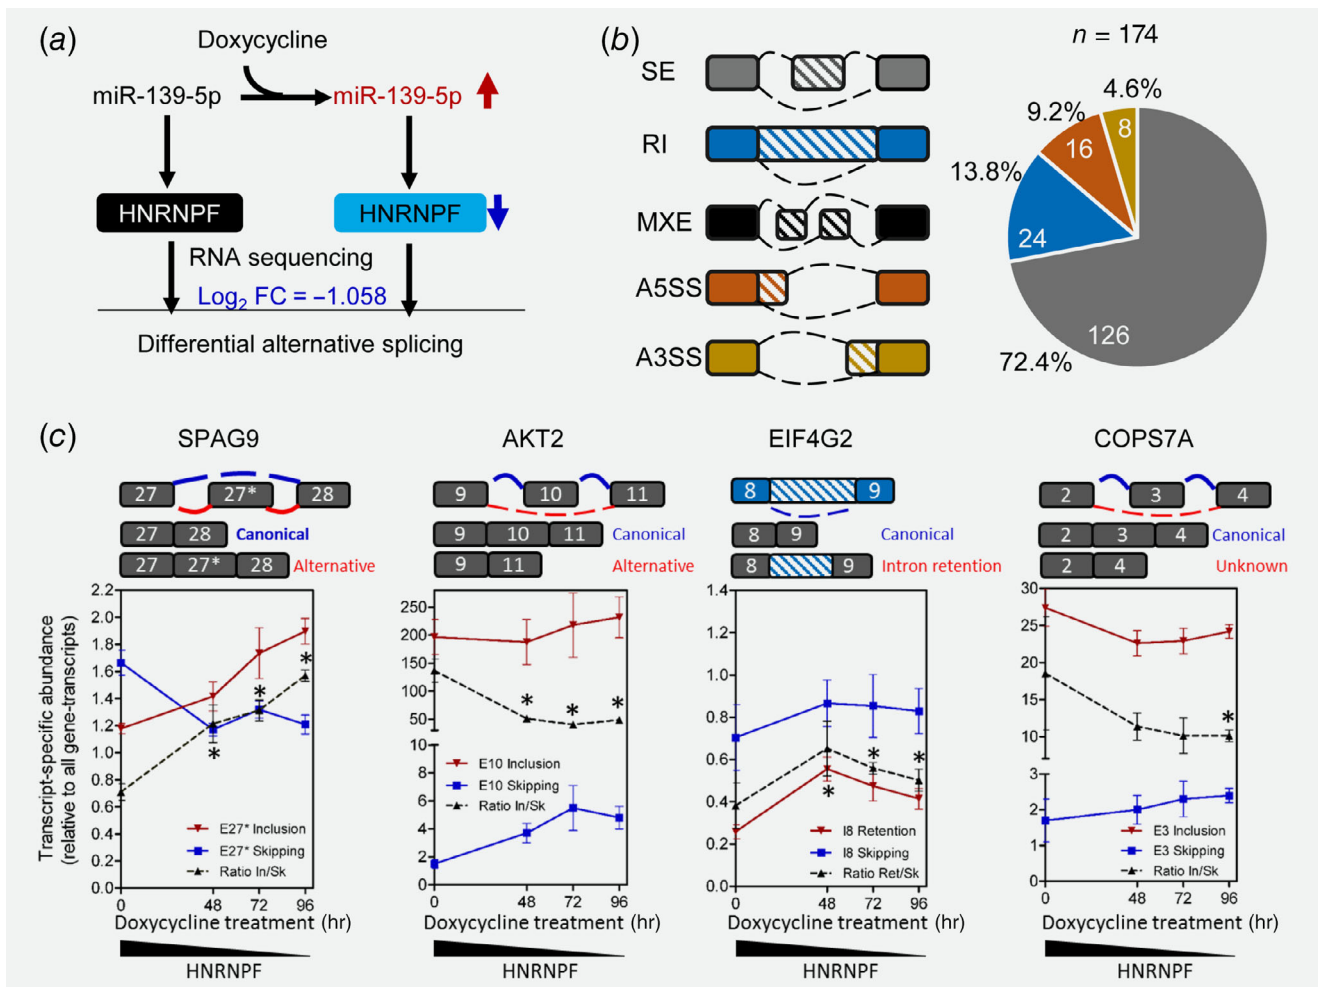 (a)
Doxycycline
miR-139-5p
miR-139-5p
HNRNPF
HNRNPF
RNA sequencing
Log2 FC = –1.058
Differential alternative splicing
(b)
SE
RI
MXE
A5SS
A3SS
n = 174
4.6%
9.2%
13.8%
72.4%
8
16
24
126
(c)
SPAG9
27 27* 28
27 28 Canonical
27 27* 28 Alternative
Transcript-specific abundance
(relative to all gene-transcripts)
2.2
2.0
1.8
1.6
1.4
1.2
1.0
0.8
0.6
0.4
0.2
0.0
* * *
E27* Inclusion
E27* Skipping
Ratio In/Sk
0 48 72 96
Doxycycline treatment (hr)
HNRNPF
AKT2
9 10 11
9 10 11 Canonical
9 11 Alternative
250
200
150
100
50
10
8
6
4
2
0
* * *
E10 Inclusion
E10 Skipping
Ratio In/Sk
0 48 72 96
Doxycycline treatment (hr)
HNRNPF
EIF4G2
8 9
8 9 Canonical
8 9 Intron retention
1.4
1.2
1.0
0.8
0.6
0.4
0.2
0.0
* * *
I8 Retention
I8 Skipping
Ratio Ret/Sk
0 48 72 96
Doxycycline treatment (hr)
HNRNPF
COPS7A
2 3 4
2 3 4 Canonical
2 4 Unknown
30
25
20
15
10
3
2
1
0
*
E3 Inclusion
E3 Skipping
Ratio In/Sk
0 48 72 96
Doxycycline treatment (hr)
HNRNPF